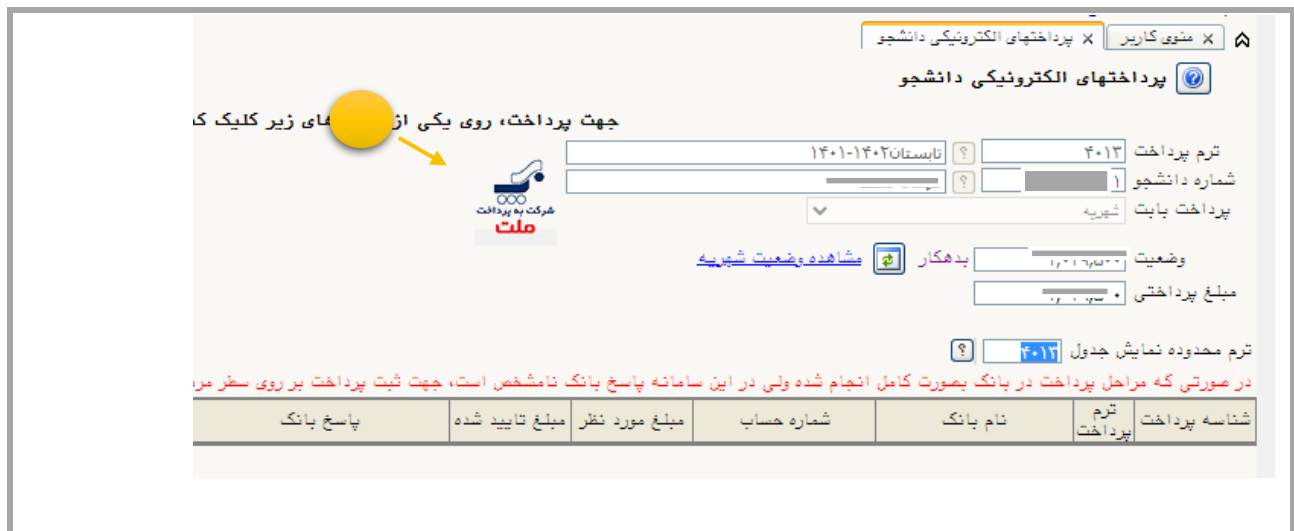 منوی کاربر × پرداختهای الکترونیکی دانشجو ×
پرداختهای الکترونیکی دانشجو
جهت پرداخت، روی یکی از های زیر کلیک
ترم پرداخت ۴۰۱۳ ؟ تابستان۱۴۰۲-۱۴۰۱
شماره دانشجو ۱ ؟
پرداخت بابت شهریه
شرکت به پرداخت
ملت
وضعیت بدهکار مشاهده وضعیت شهریه
مبلغ پرداختی
ترم محدوده نمایش جدول ۴۰۱۳ ؟
در صورتی که مراحل پرداخت در بانک بصورت کامل انجام شده ولی در این سامانه پاسخ بانک نامشخص است، جهت ثبت پرداخت بر روی سطر
شناسه پرداخت ترم پرداخت نام بانک شماره حساب مبلغ مورد نظر مبلغ تایید شده پاسخ بانک